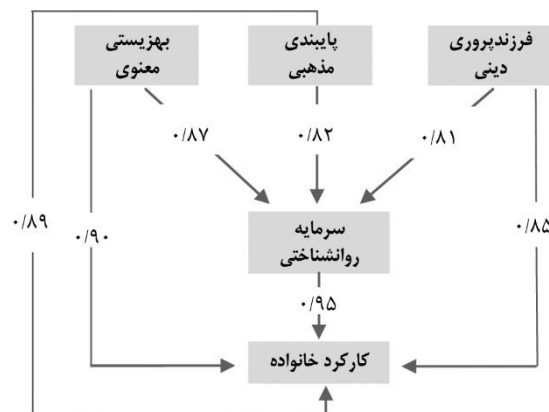 فرزندپروری
دینی
پایبندی
مذهبی
بهزیستی
معنوی
۰/۸۱
۰/۸۲
۰/۸۷
۰/۸۵
۰/۹۰
۰/۸۹
سرمایه
روانشناختی
۰/۹۵
کارکرد خانواده